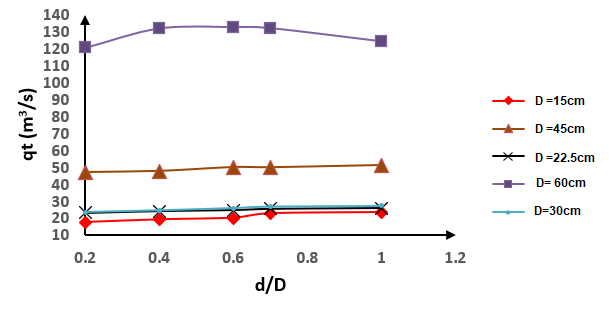 140
130
120
110
100
90
80
70
60
50
40
30
20
10
qt (m³/s)
0.2 0.4 0.6 0.8 1 1.2
d/D
D =15cm
D =45cm
D =22.5cm
D= 60cm
D=30cm